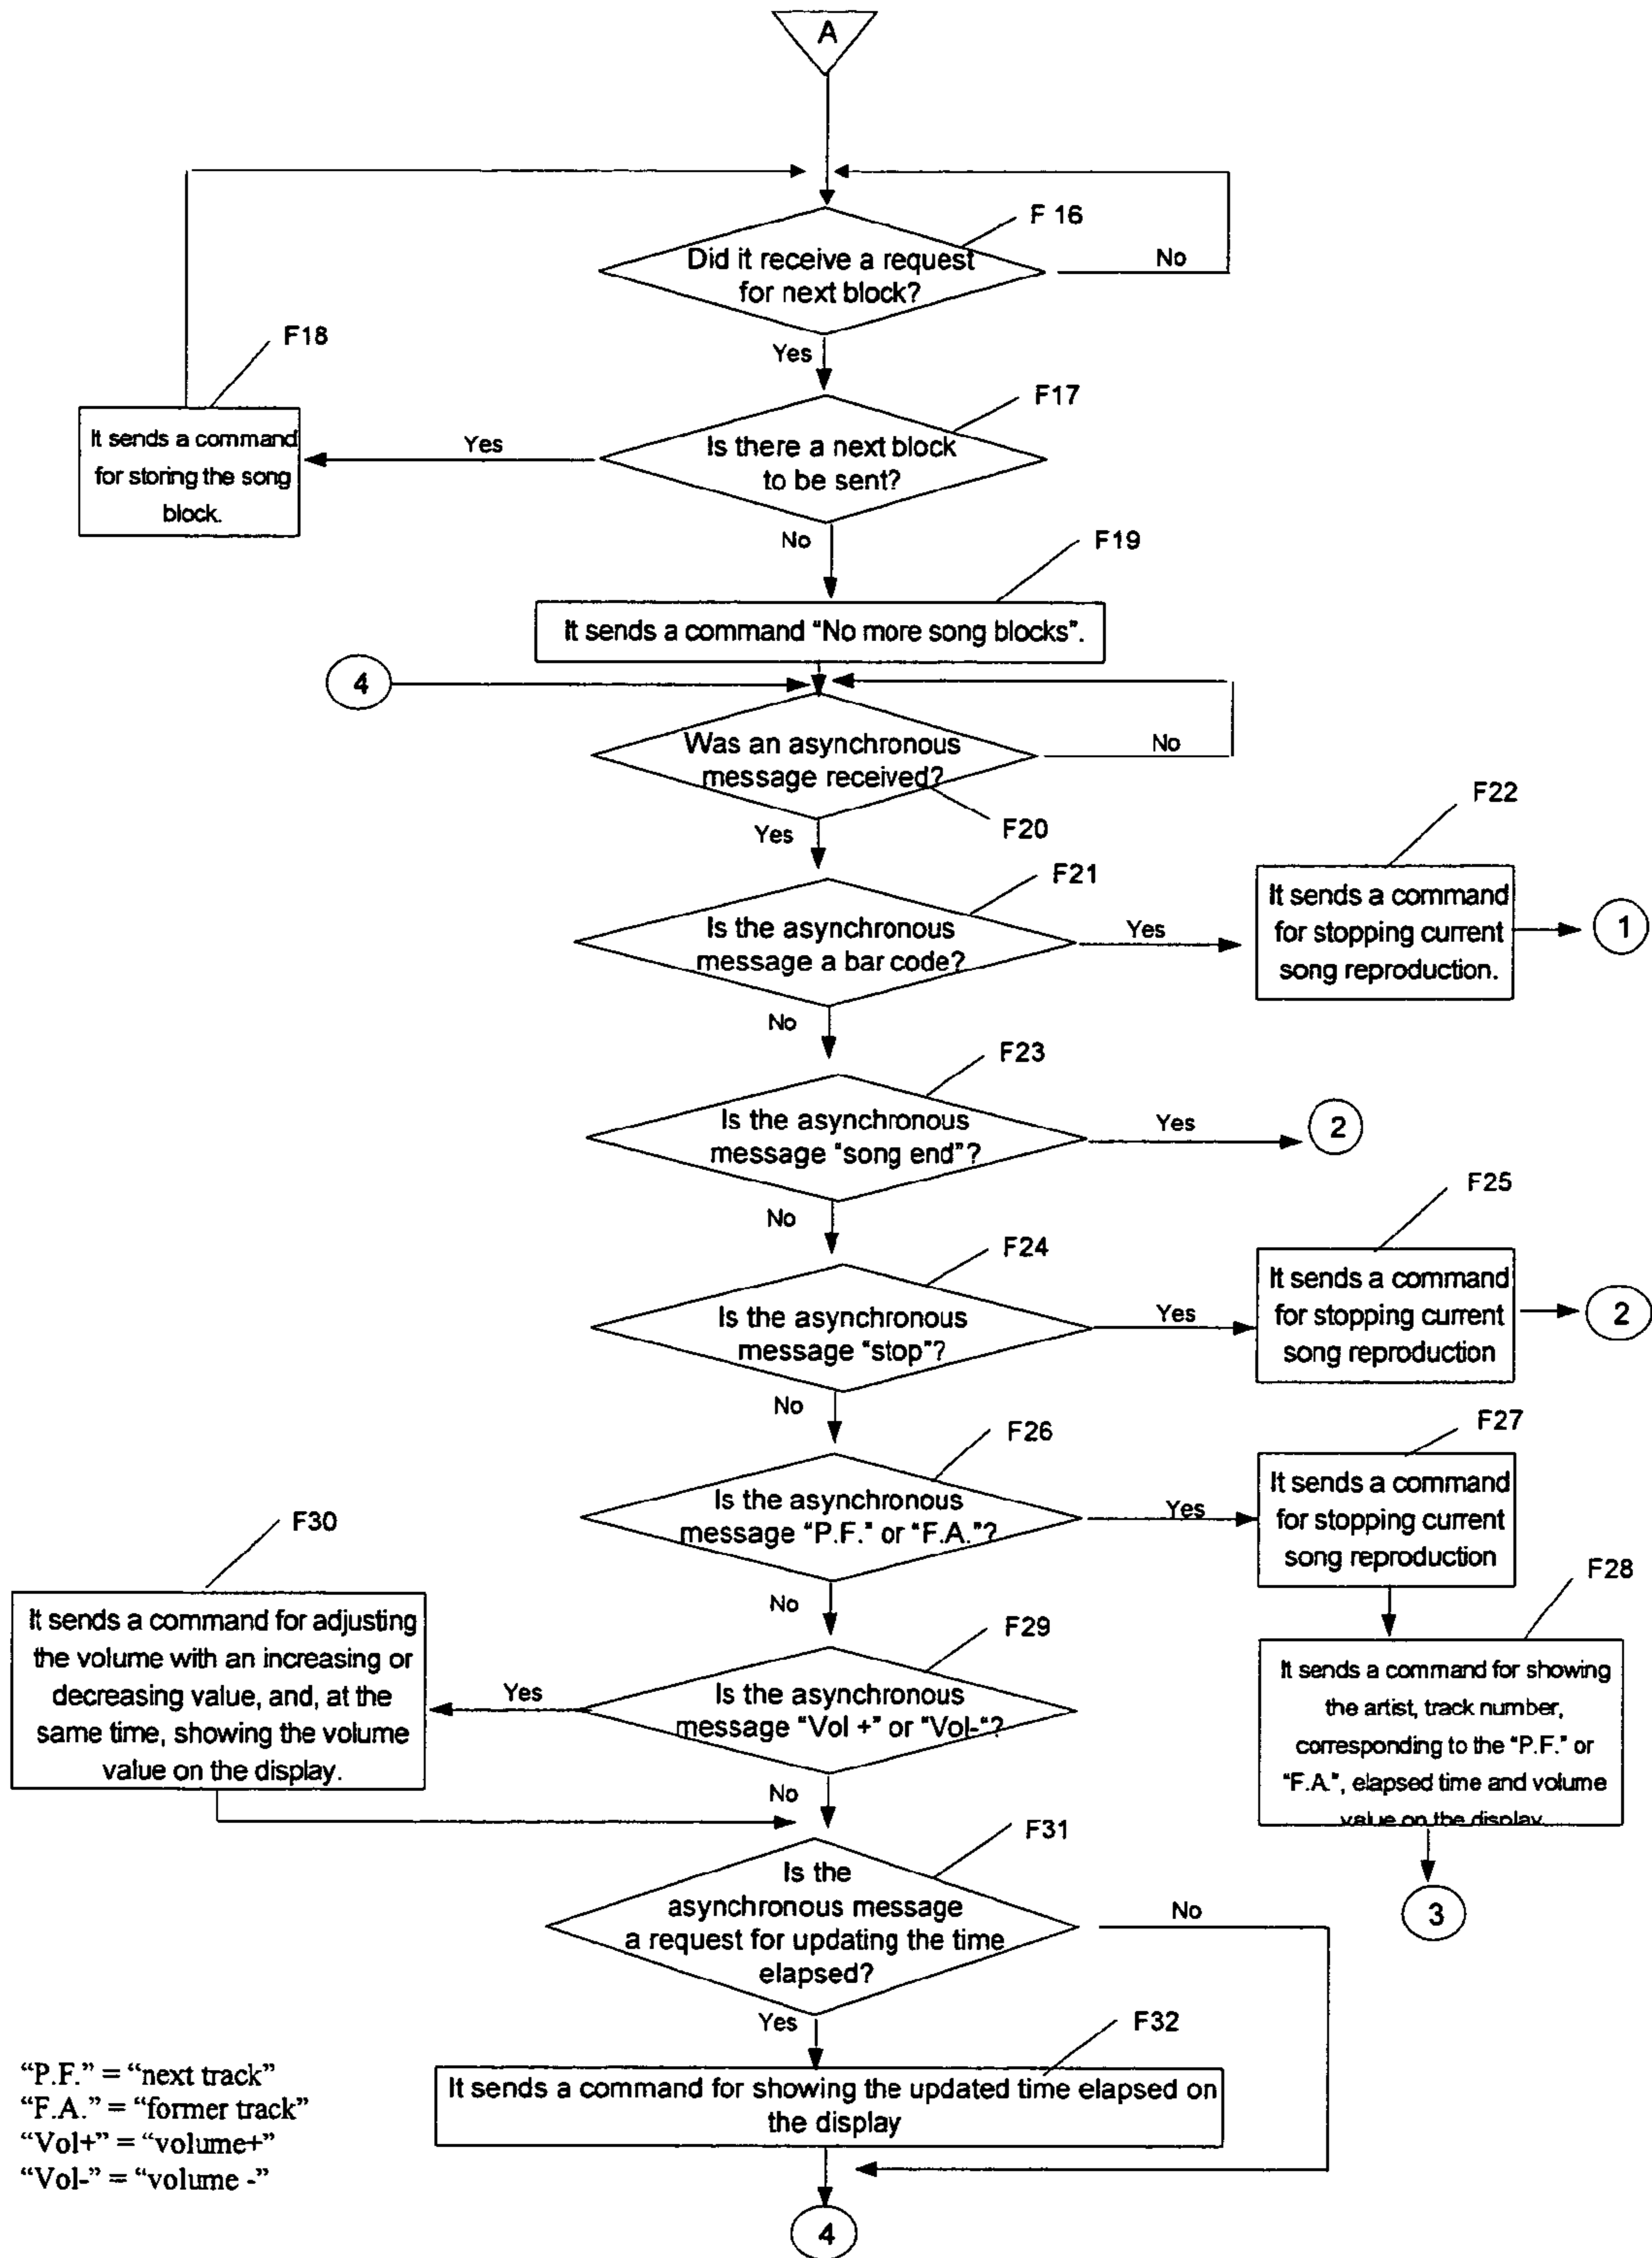 A
F 16
Did it receive a request
for next block?
No
Yes
F18
F17
It sends a command
for storing the song
block.
Yes
Is there a next block
to be sent?
No
F19
It sends a command “No more song blocks”.
4
Was an asynchronous
message received?
No
F20
Yes
F22
F21
Is the asynchronous
message a bar code?
Yes
It sends a command
for stopping current
song reproduction.
1
No
F23
Is the asynchronous
message “song end”?
Yes
2
No
F25
F24
Is the asynchronous
message “stop”?
Yes
It sends a command
for stopping current
song reproduction
2
No
F27
F26
Is the asynchronous
message “P.F.” or “F.A.”?
Yes
It sends a command
for stopping current
song reproduction
F30
No
F28
F29
It sends a command for adjusting
the volume with an increasing or
decreasing value, and, at the
same time, showing the volume
value on the display.
Yes
Is the asynchronous
message “Vol +” or “Vol-“?
It sends a command for showing
the artist, track number,
corresponding to the “P.F.” or
“F.A.”, elapsed time and volume
value on the display.
No
F31
Is the
asynchronous message
a request for updating the time
elapsed?
No
3
Yes
F32
It sends a command for showing the updated time elapsed on
the display
“P.F.” = “next track”
“F.A.” = “former track”
“Vol+” = “volume+”
“Vol-” = “volume -”
4